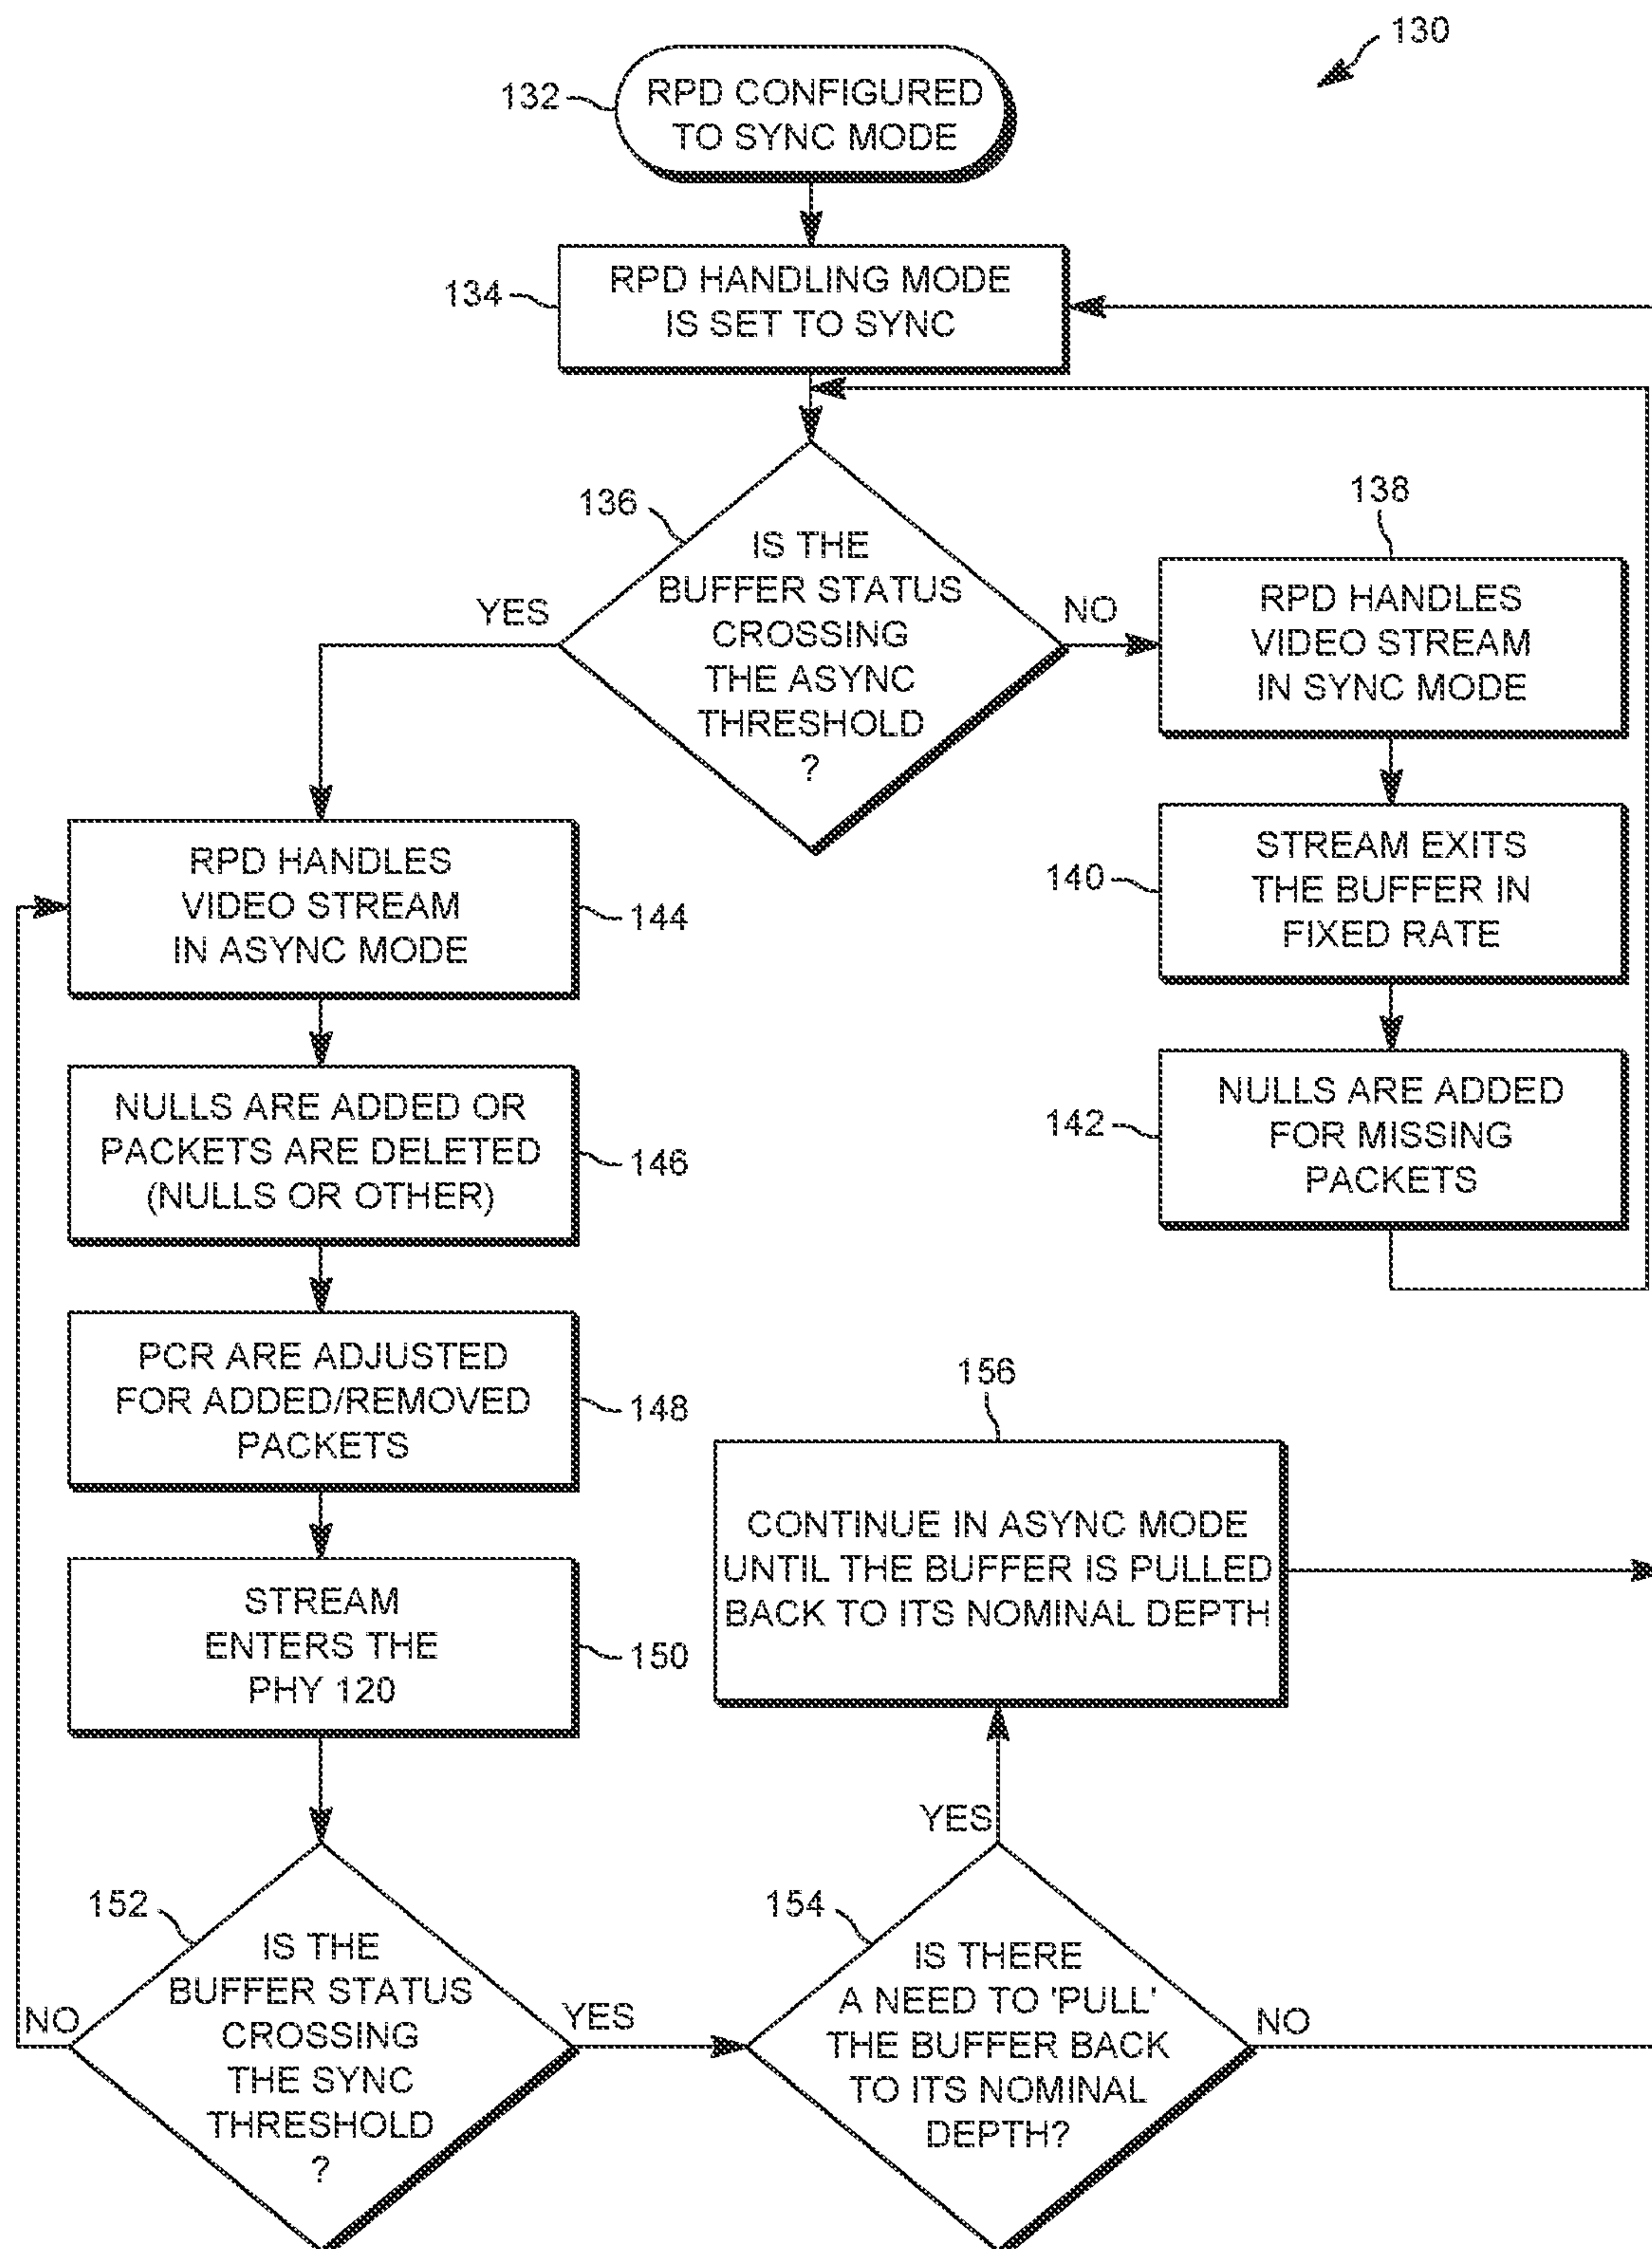 130
132
RPD CONFIGURED
TO SYNC MODE
134
RPD HANDLING MODE
IS SET TO SYNC
136
IS THE
BUFFER STATUS
CROSSING
THE ASYNC
THRESHOLD
?
YES
NO
138
RPD HANDLES
VIDEO STREAM
IN SYNC MODE
140
STREAM EXITS
THE BUFFER IN
FIXED RATE
142
NULLS ARE ADDED
FOR MISSING
PACKETS
RPD HANDLES
VIDEO STREAM
IN ASYNC MODE
144
NULLS ARE ADDED OR
PACKETS ARE DELETED
(NULLS OR OTHER)
146
PCR ARE ADJUSTED
FOR ADDED/REMOVED
PACKETS
148
STREAM
ENTERS THE
PHY 120
150
152
IS THE
BUFFER STATUS
CROSSING
THE SYNC
THRESHOLD
?
NO
YES
154
IS THERE
A NEED TO 'PULL'
THE BUFFER BACK
TO ITS NOMINAL
DEPTH?
YES
NO
156
CONTINUE IN ASYNC MODE
UNTIL THE BUFFER IS PULLED
BACK TO ITS NOMINAL DEPTH